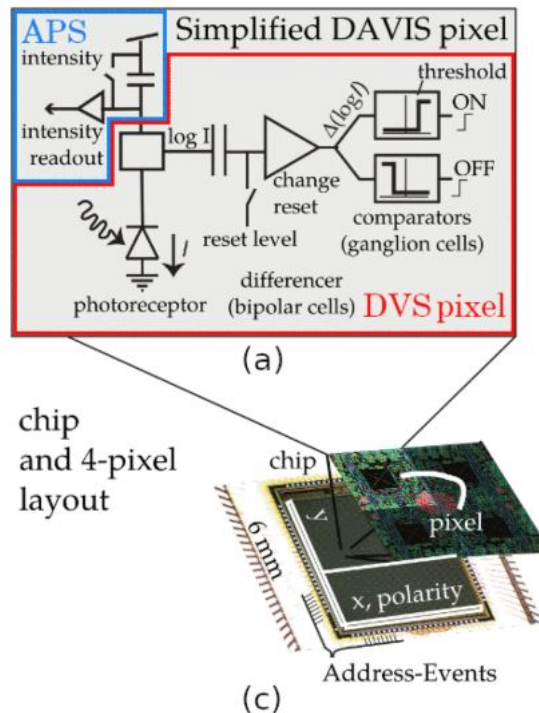 APS
Simplified DAVIS pixel
intensity
threshold
ON
intensity
readout
log I
Δ(log I)
OFF
change
reset
reset level
comparators
(ganglion cells)
I
photoreceptor
differencer
(bipolar cells)
DVS pixel
(a)
chip
and 4-pixel
layout
chip
pixel
y
6 mm
x, polarity
Address-Events
(c)